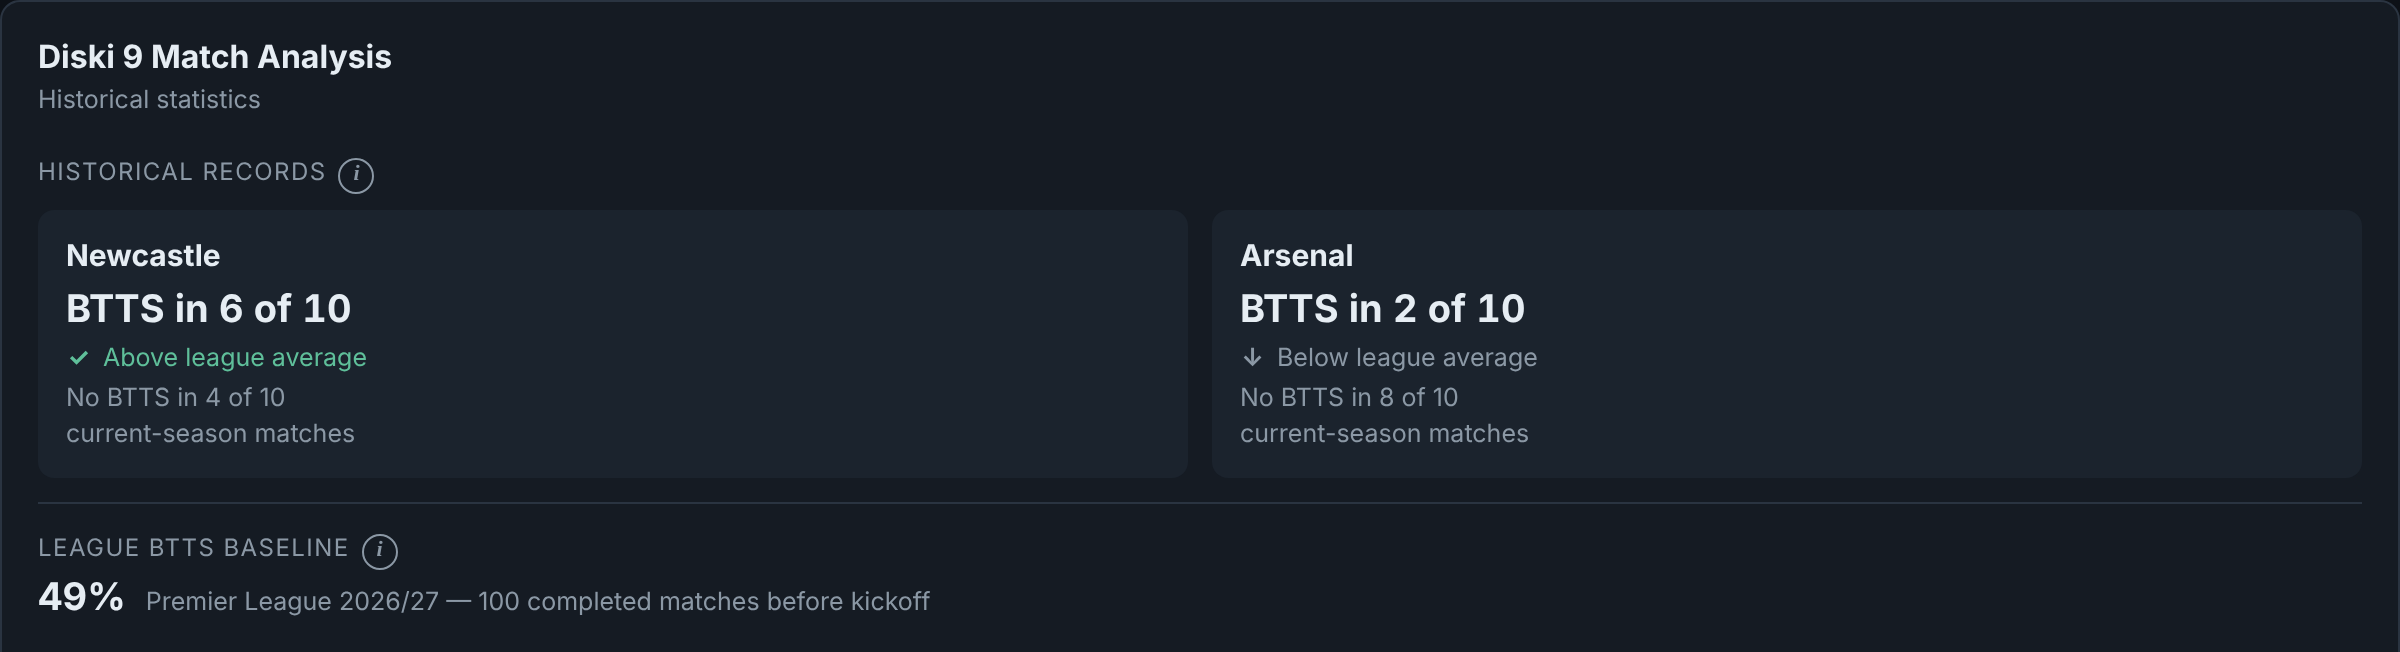 Diski 9 Match Analysis
Historical statistics
HISTORICAL RECORDS i
Newcastle
BTTS in 6 of 10
✓ Above league average
No BTTS in 4 of 10
current-season matches
Arsenal
BTTS in 2 of 10
↓ Below league average
No BTTS in 8 of 10
current-season matches
LEAGUE BTTS BASELINE i
49% Premier League 2026/27 — 100 completed matches before kickoff